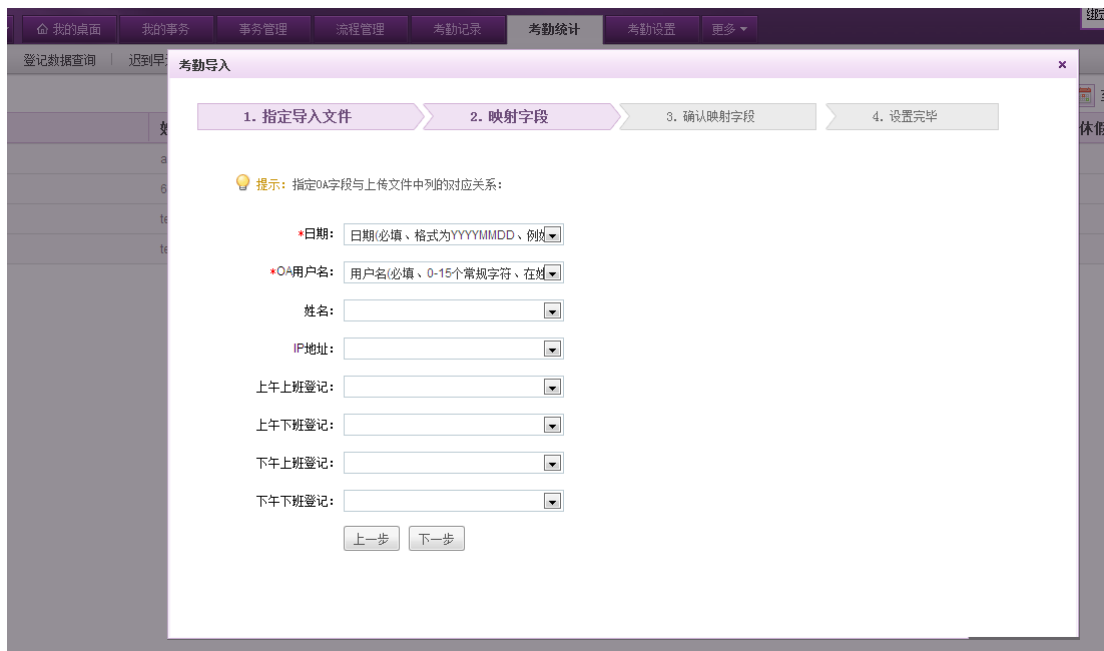 我的桌面 我的事务 事务管理 流程管理 考勤记录 考勤统计 考勤设置 更多
登记数据查询 迟到早
考勤导入 ×
1. 指定导入文件 2. 映射字段 3. 确认映射字段 4. 设置完毕
休假
提示：指定OA字段与上传文件中列的对应关系：
*日期： 日期(必填、格式为YYYYMMDD、例如
*OA用户名： 用户名(必填、0-15个常规字符、在姓
姓名：
IP地址：
上午上班登记：
上午下班登记：
下午上班登记：
下午下班登记：
上一步 下一步